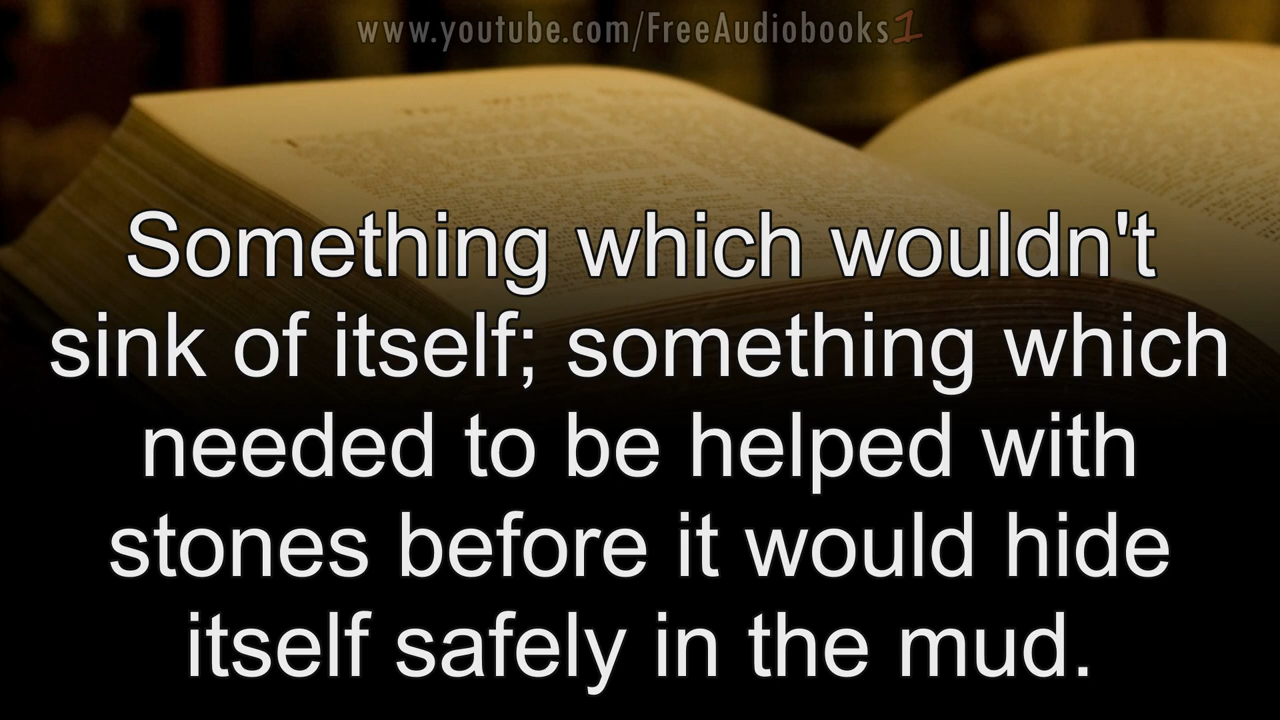 www.youtube.com/FreeAudiobooks1
Something which wouldn't
sink of itself; something which
needed to be helped with
stones before it would hide
itself safely in the mud.